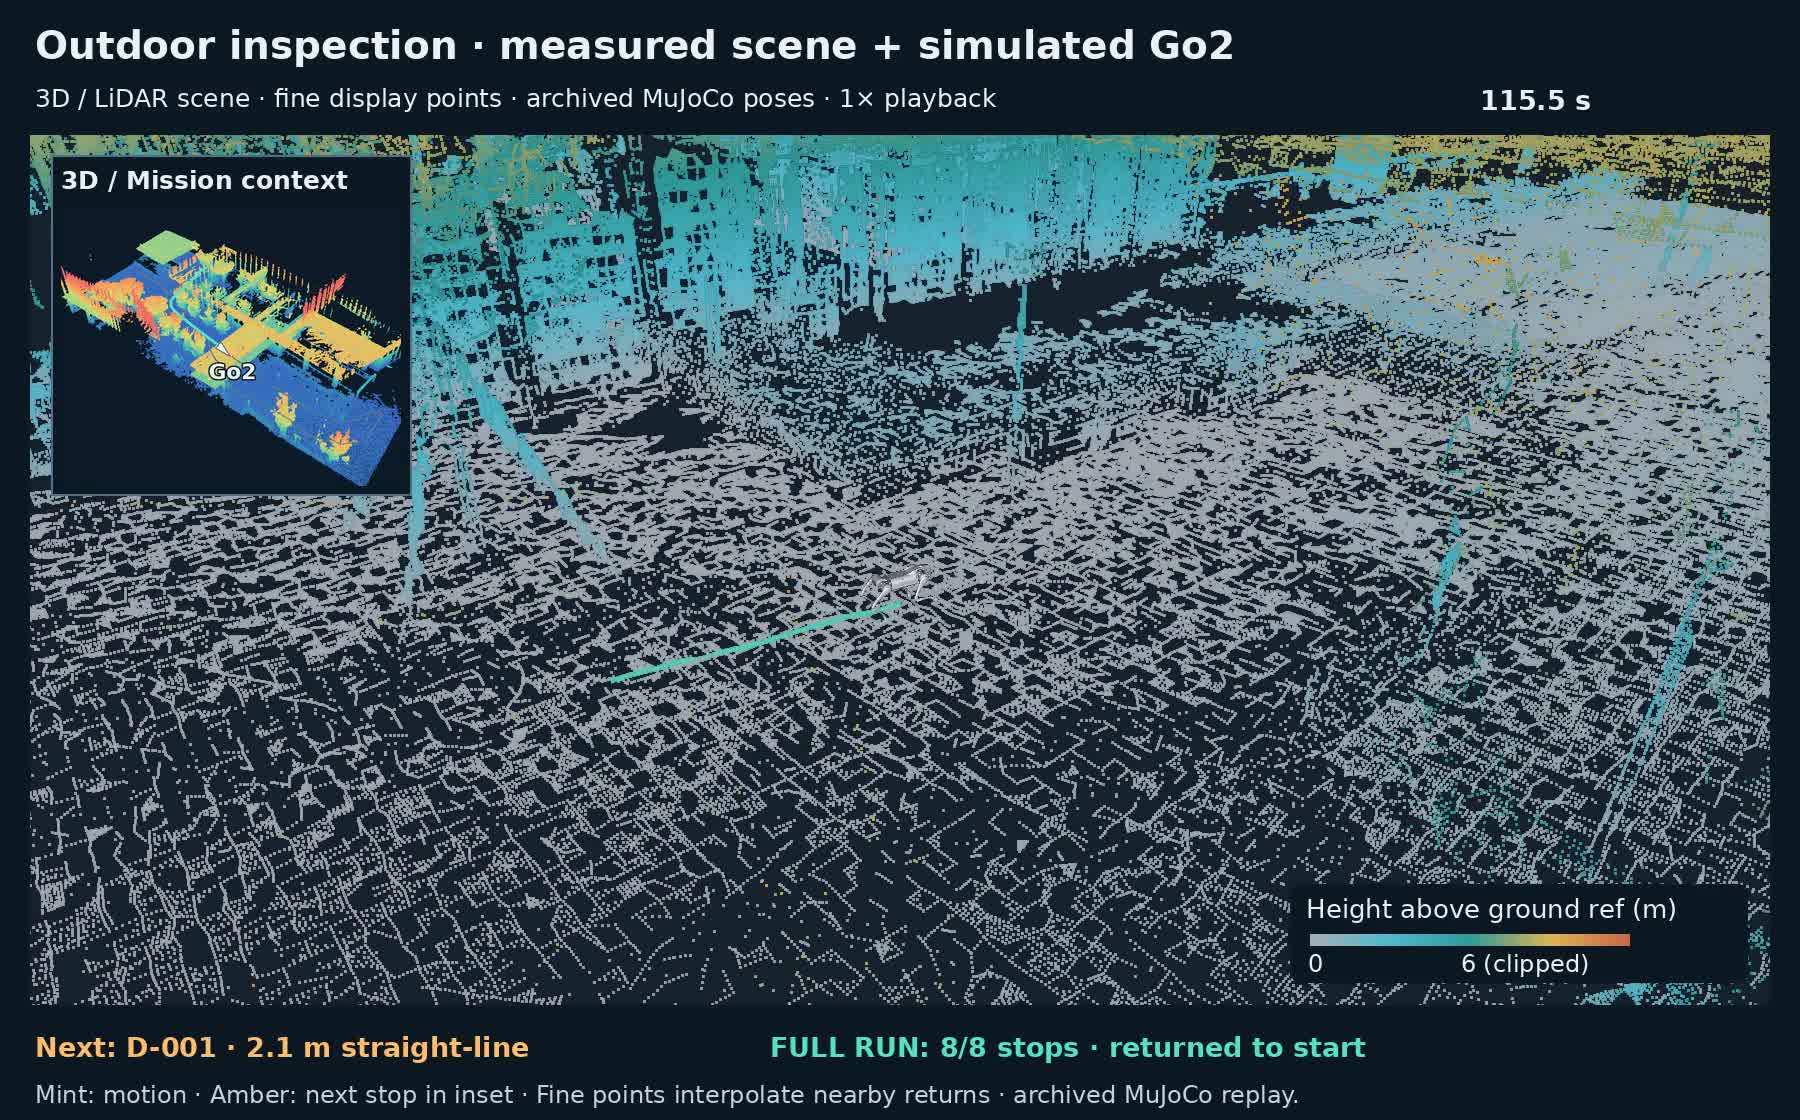 Outdoor inspection · measured scene + simulated Go2
3D / LiDAR scene · fine display points · archived MuJoCo poses · 1× playback
115.5 s
3D / Mission context
Go2
Height above ground ref (m)
0 6 (clipped)
Next: D-001 · 2.1 m straight-line
FULL RUN: 8/8 stops · returned to start
Mint: motion · Amber: next stop in inset · Fine points interpolate nearby returns · archived MuJoCo replay.